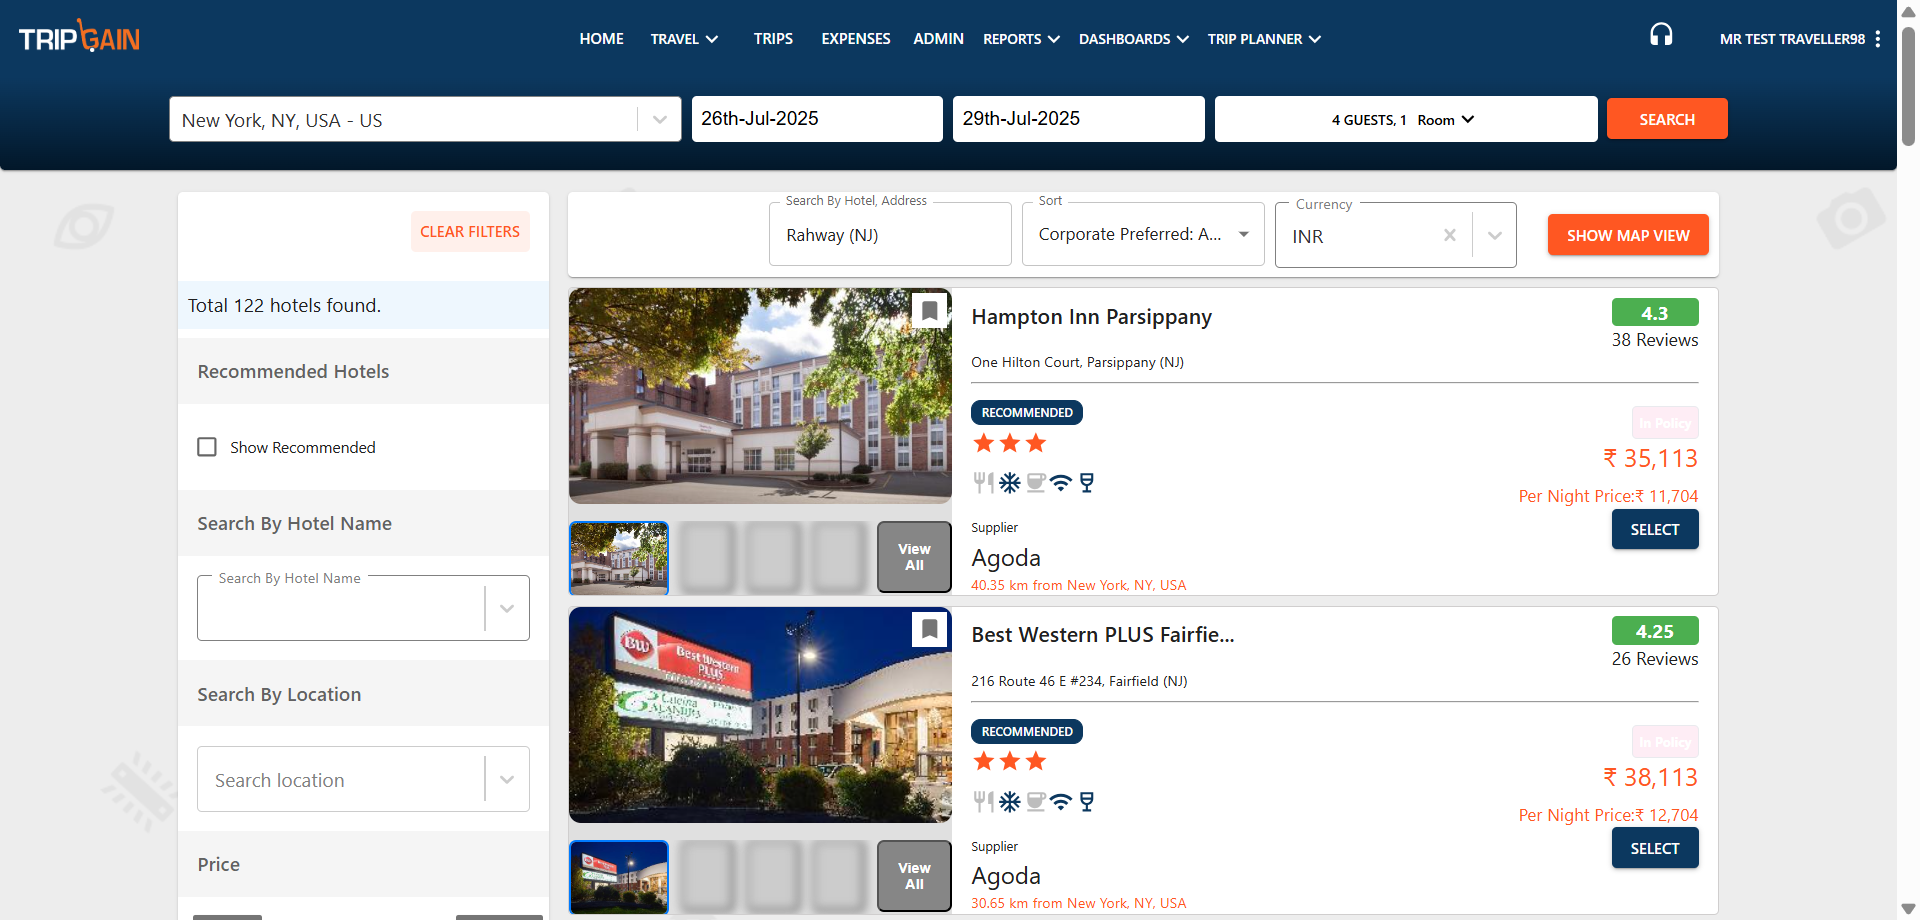 TRIPGAIN
HOME
TRAVEL
TRIPS
EXPENSES
ADMIN
REPORTS
DASHBOARDS
TRIP PLANNER
MR TEST TRAVELLER98
New York, NY, USA - US
26th-Jul-2025
29th-Jul-2025
4 GUESTS, 1 Room
SEARCH
CLEAR FILTERS
Total 122 hotels found.
Recommended Hotels
Show Recommended
Search By Hotel Name
Search By Hotel Name
Search By Location
Search location
Price
Search By Hotel, Address
Rahway (NJ)
Sort
Corporate Preferred: A...
Currency
INR
SHOW MAP VIEW
Hampton Inn Parsippany
4.3
38 Reviews
One Hilton Court, Parsippany (NJ)
RECOMMENDED
In Policy
₹ 35,113
Per Night Price:₹ 11,704
SELECT
Supplier
Agoda
40.35 km from New York, NY, USA
View
All
BW
Best Western
PLUS
Best Western PLUS Fairfie...
4.25
26 Reviews
216 Route 46 E #234, Fairfield (NJ)
RECOMMENDED
In Policy
₹ 38,113
Per Night Price:₹ 12,704
SELECT
Supplier
Agoda
30.65 km from New York, NY, USA
View
All